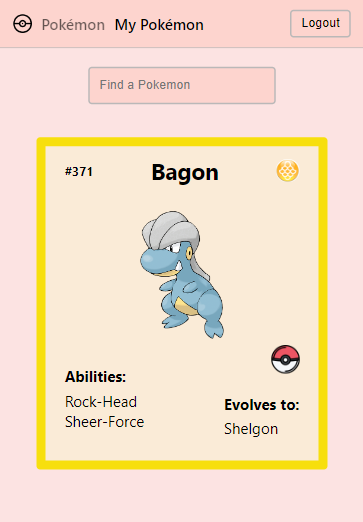 Pokémon My Pokémon Logout
Find a Pokemon
#371 Bagon
Abilities:
Rock-Head
Sheer-Force
Evolves to:
Shelgon